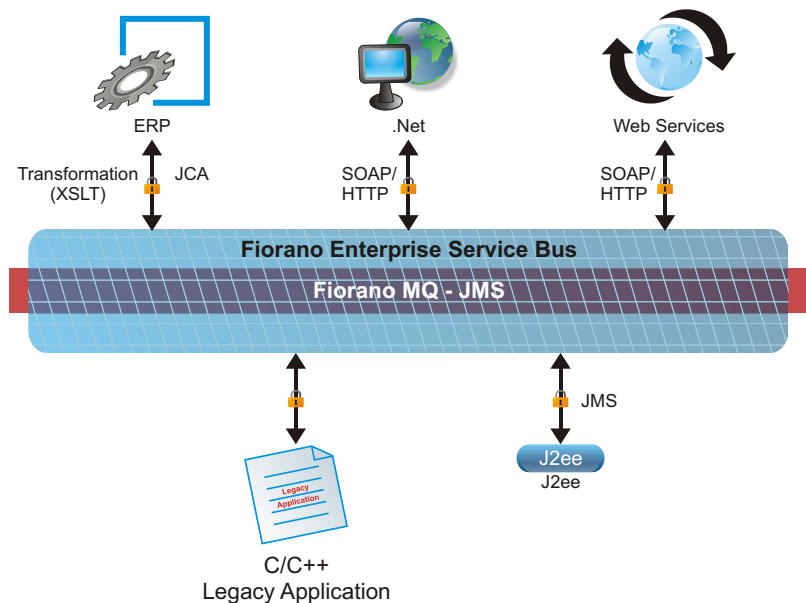 ERP
.Net
Web Services
Transformation
(XSLT)
JCA
SOAP/
HTTP
SOAP/
HTTP
Fiorano Enterprise Service Bus
Fiorano MQ - JMS
JMS
Legacy
Application
J2ee
J2ee
C/C++
Legacy Application